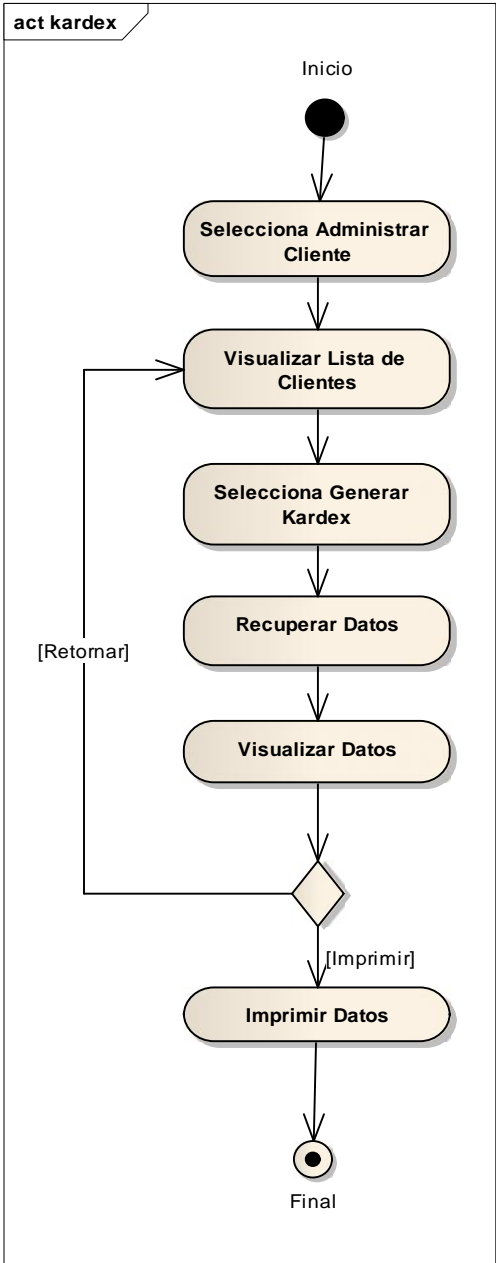 act kardex
Inicio
Selecciona Administrar
Cliente
Visualizar Lista de
Clientes
Selecciona Generar
Kardex
Recuperar Datos
[Retornar]
Visualizar Datos
[Imprimir]
Imprimir Datos
Final